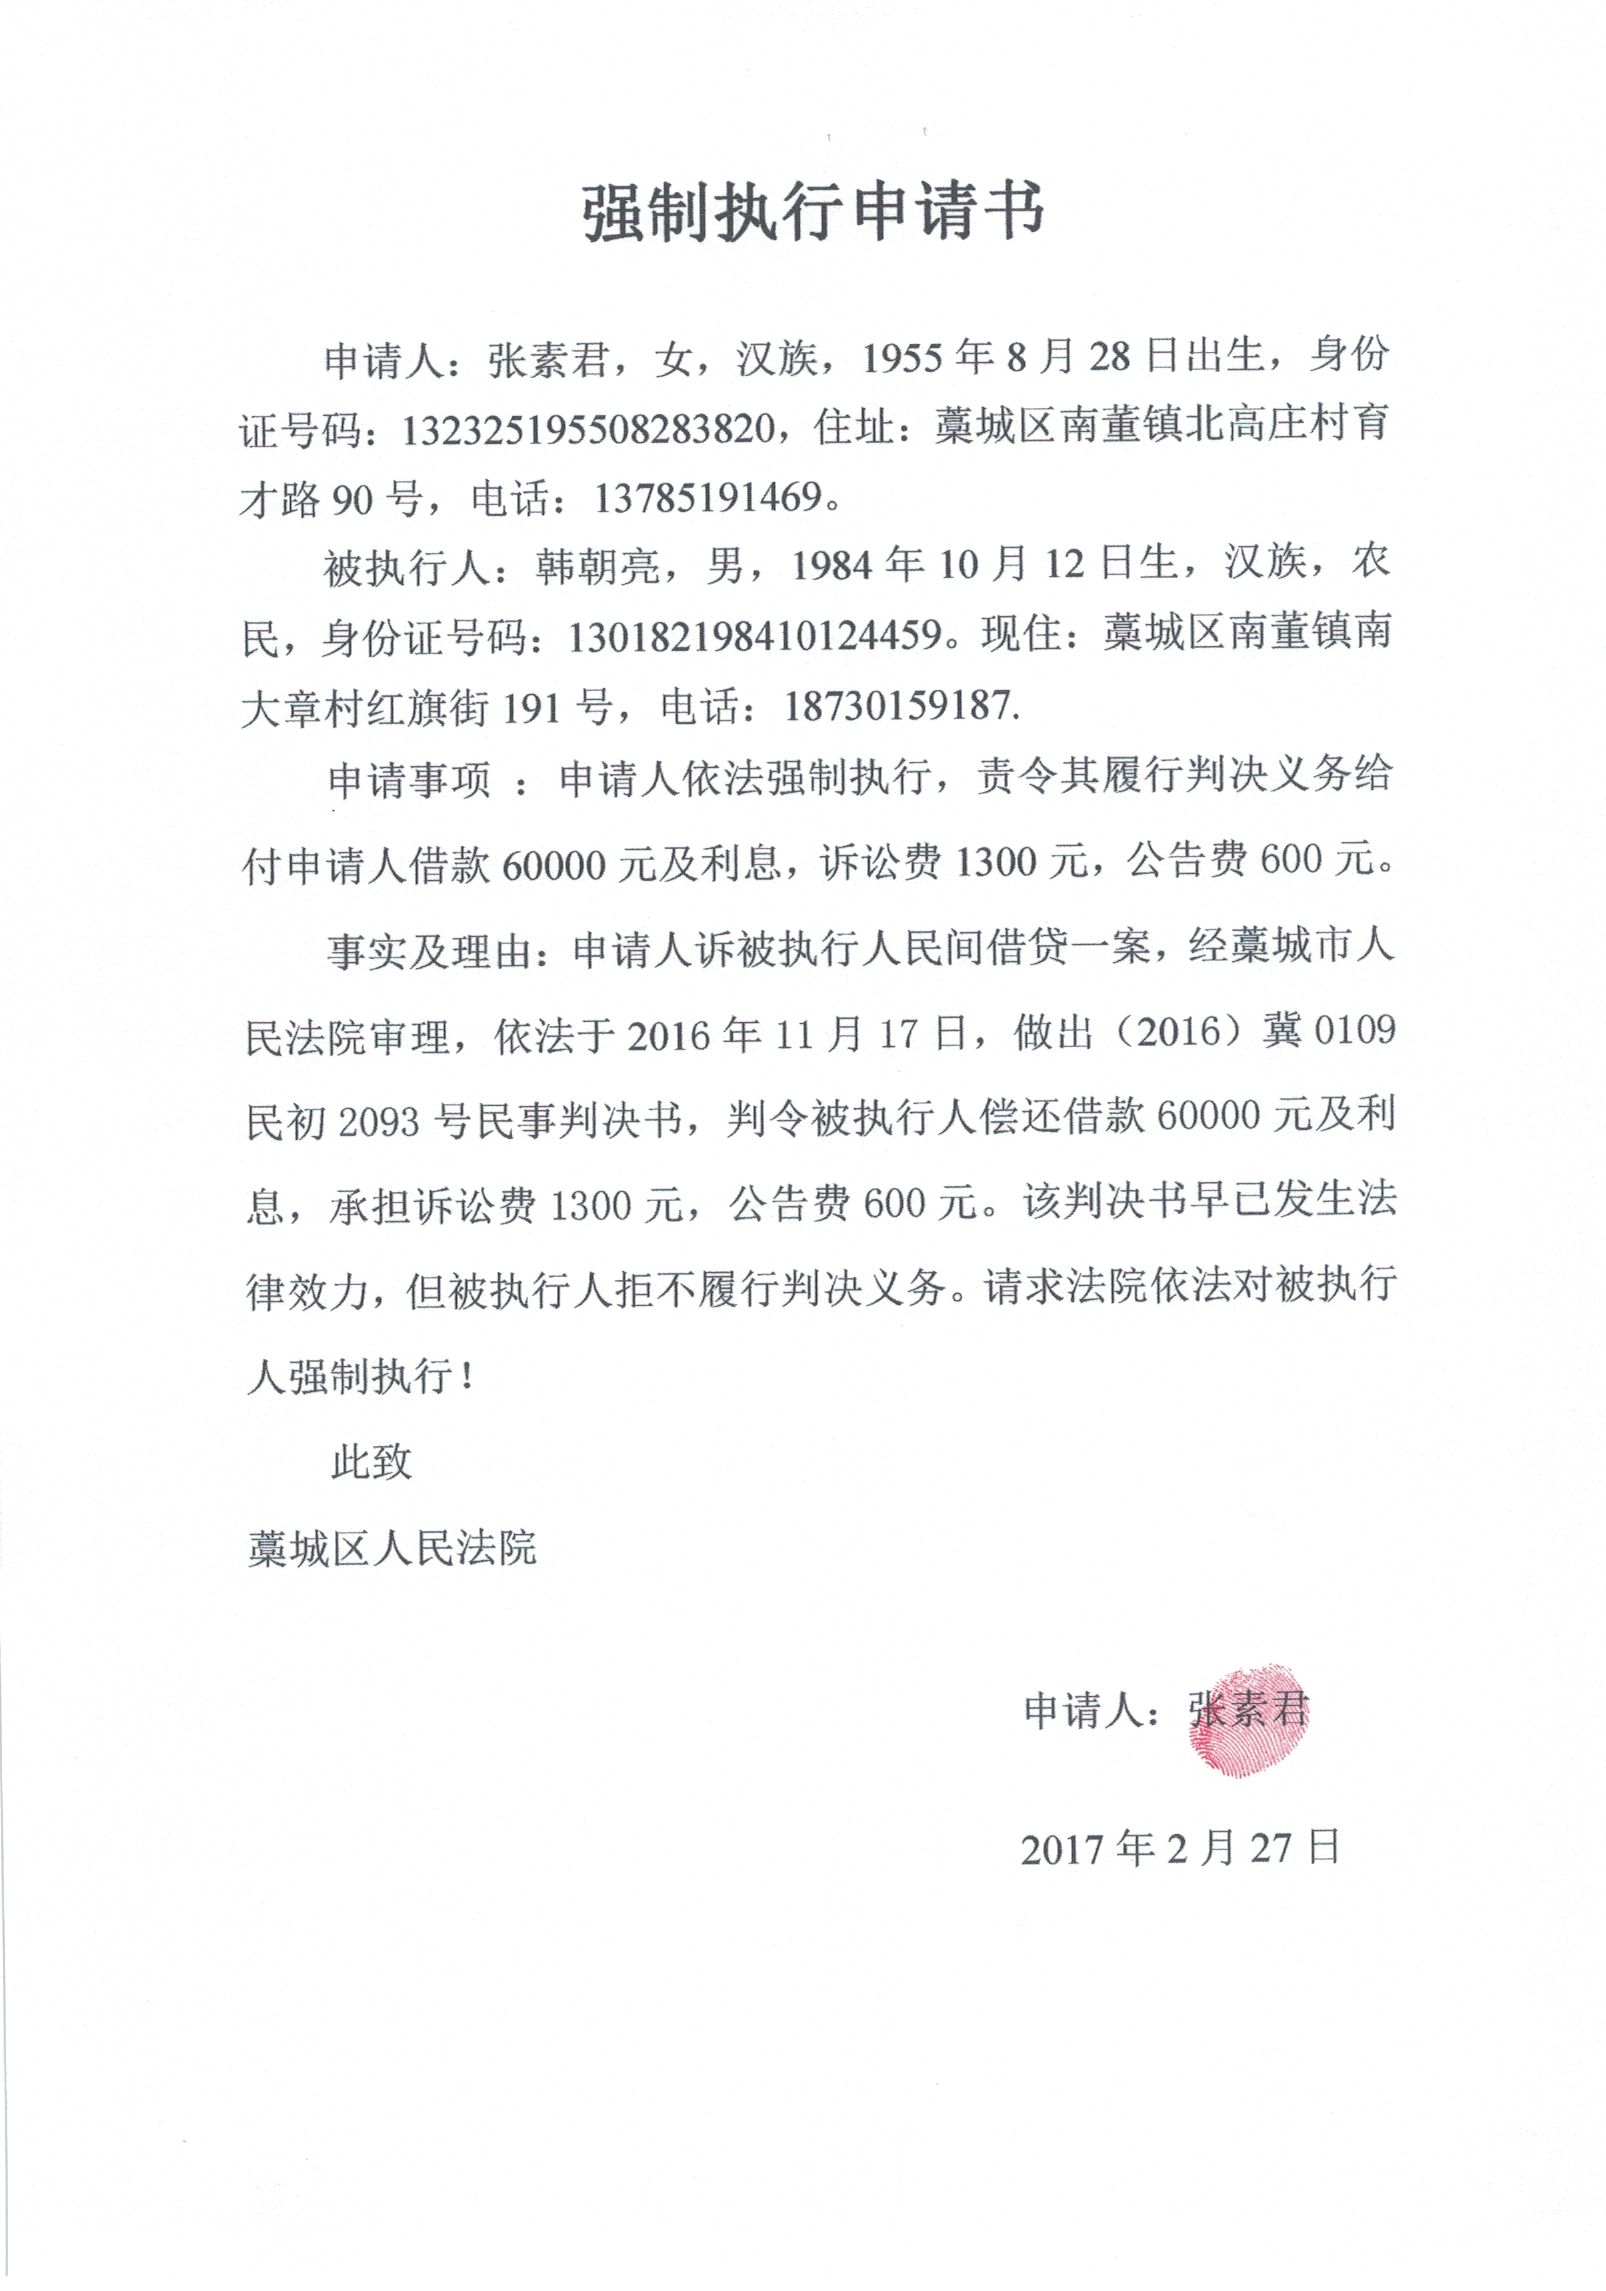 强制执行申请书
申请人：张素君，女，汉族，1955 年 8 月 28 日出生，身份
证号码：132325195508283820，住址：藁城区南董镇北高庄村育
才路 90 号，电话：13785191469。
被执行人：韩朝亮，男，1984 年 10 月 12 日生，汉族，农
民，身份证号码：130182198410124459。现住：藁城区南董镇南
大章村红旗街 191 号，电话：18730159187.
申请事项 ：申请人依法强制执行，责令其履行判决义务给
付申请人借款 60000 元及利息，诉讼费 1300 元，公告费 600 元。
事实及理由：申请人诉被执行人民间借贷一案，经藁城市人
民法院审理，依法于 2016 年 11 月 17 日，做出（2016）冀 0109
民初 2093 号民事判决书，判令被执行人偿还借款 60000 元及利
息，承担诉讼费 1300 元，公告费 600 元。该判决书早已发生法
律效力，但被执行人拒不履行判决义务。请求法院依法对被执行
人强制执行！
此致
藁城区人民法院
申请人：张素君
2017 年 2 月 27 日